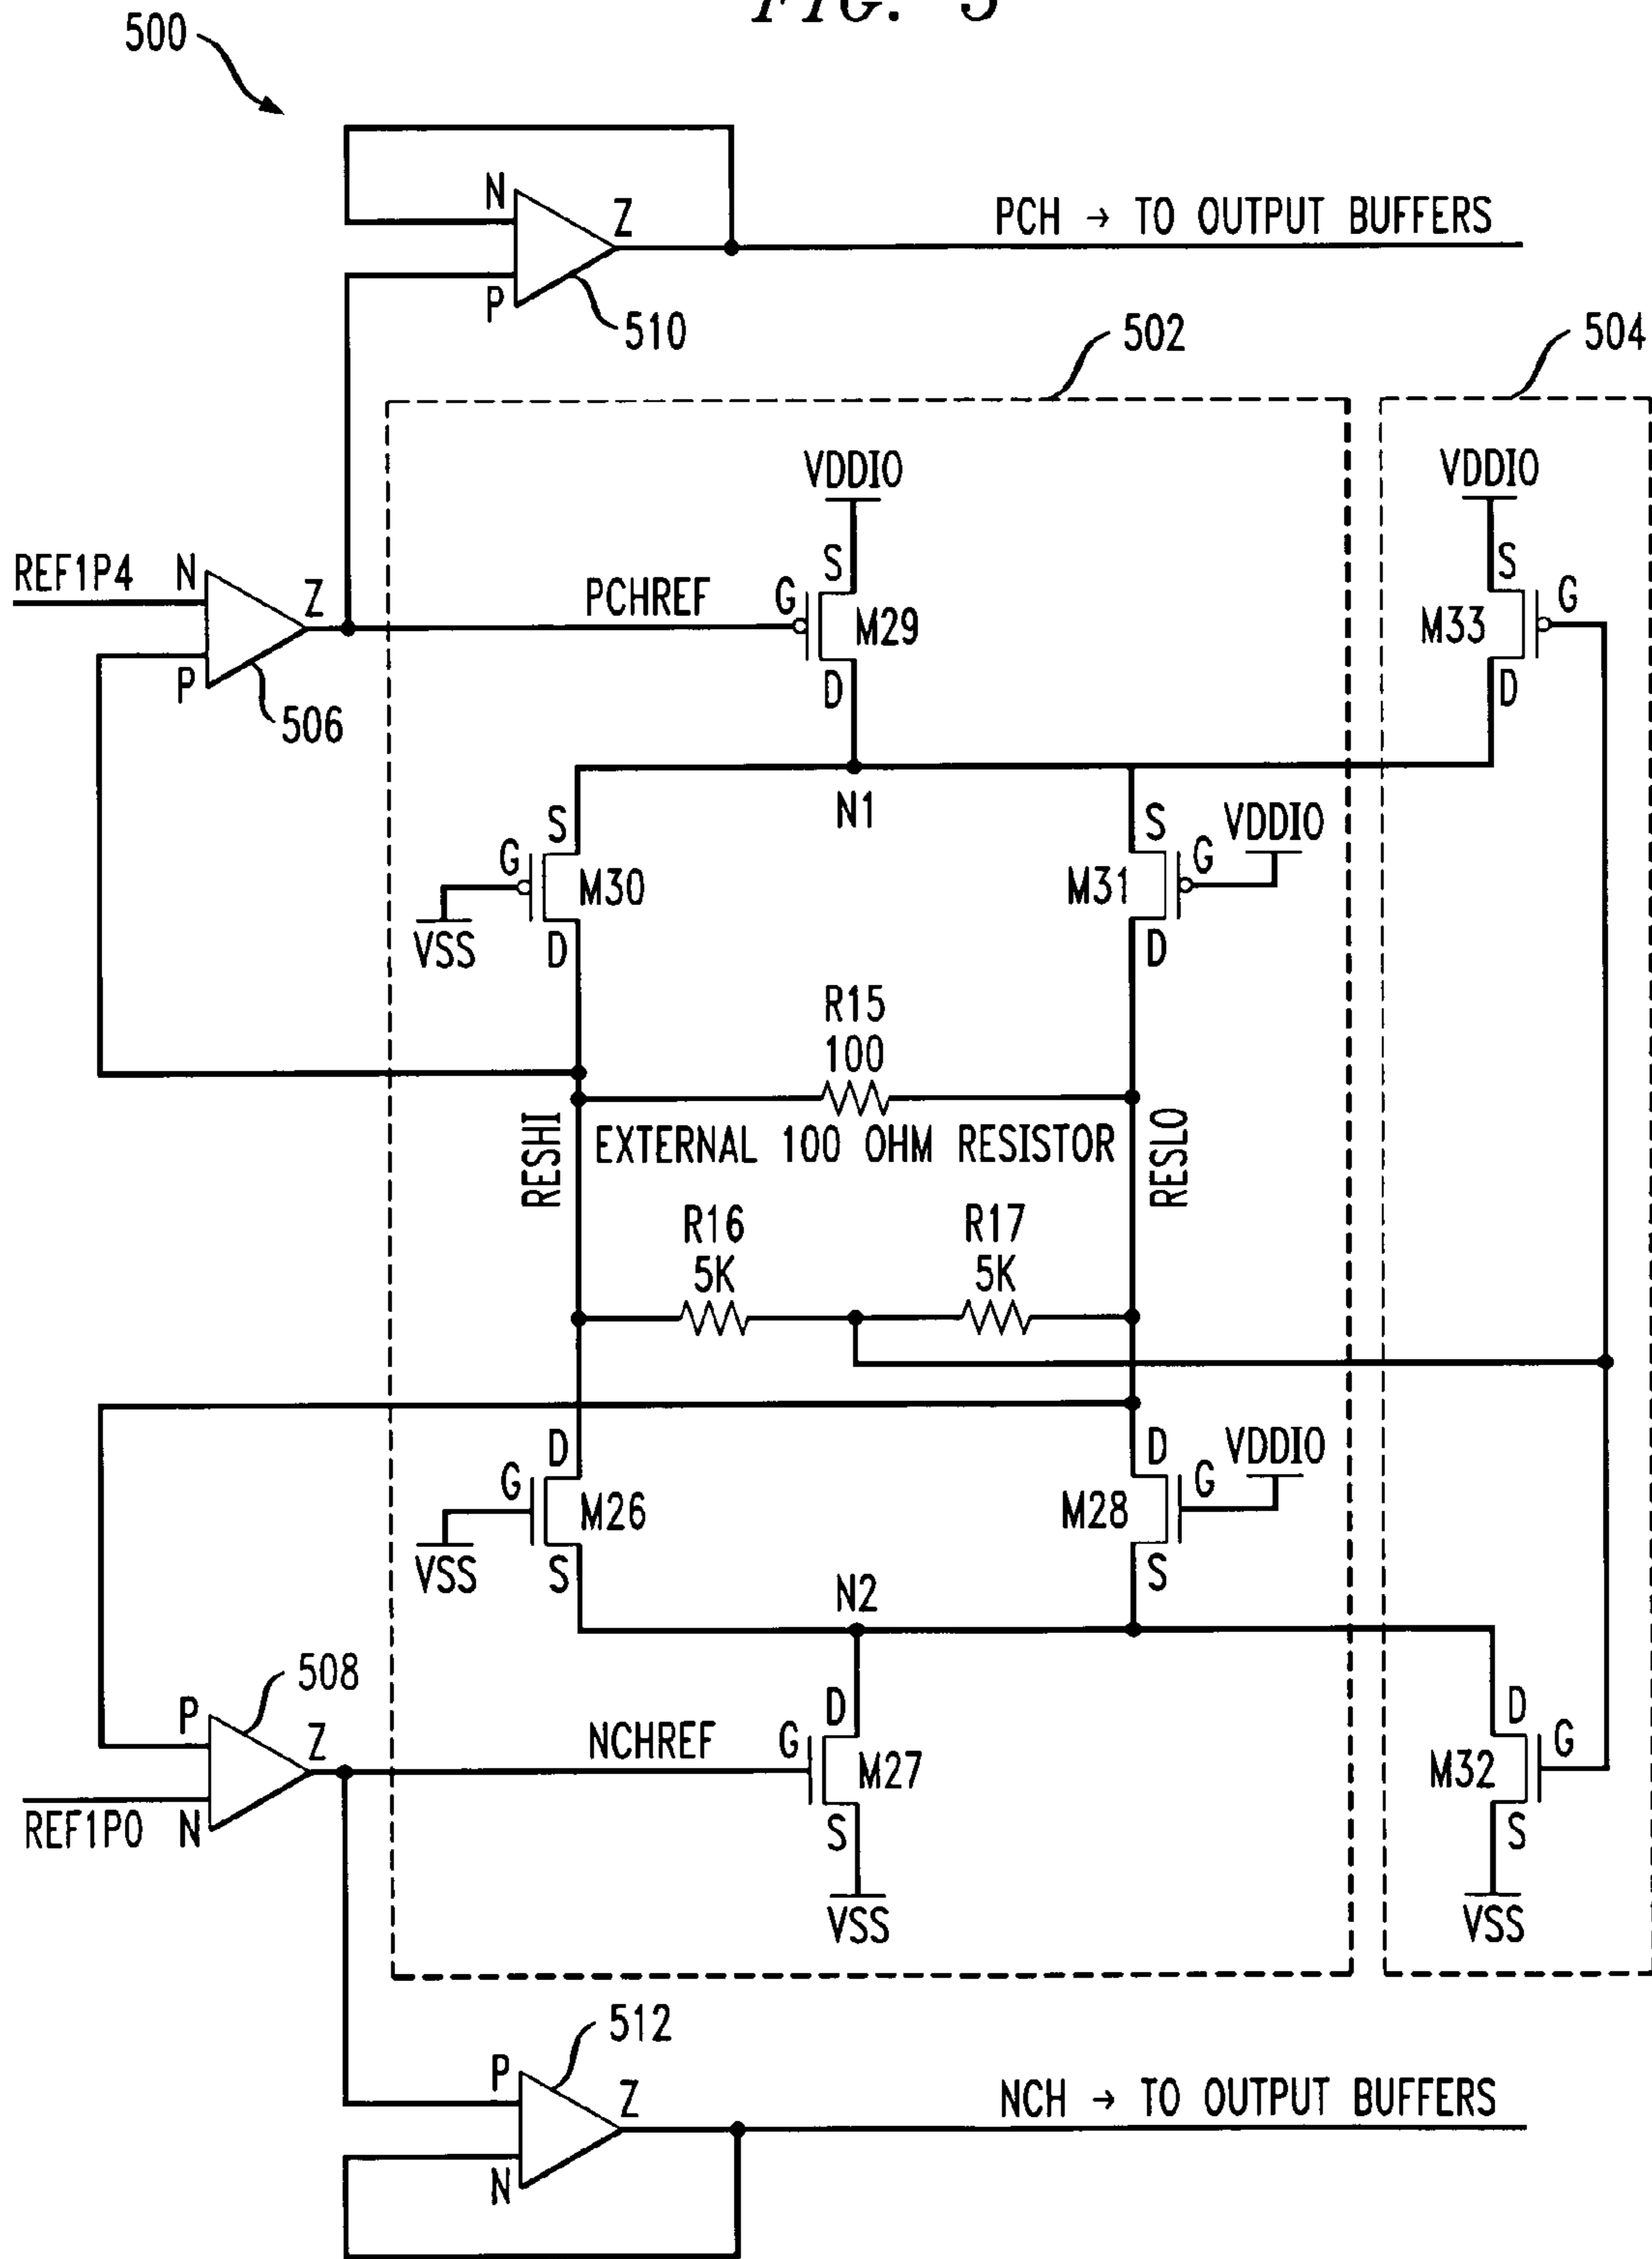 FIG. 5
500
N
Z
PCH → TO OUTPUT BUFFERS
P
510
502
504
VDDIO
VDDIO
REF1P4
N
Z
PCHREF
S
G
M29
D
S
G
M33
D
P
506
N1
S
G
M30
VSS
D
S
VDDIO
G
M31
D
R15
100
RESHI
EXTERNAL 100 OHM RESISTOR
RESLO
R16
5K
R17
5K
D
G
M26
VSS
S
D
VDDIO
G
M28
S
N2
508
P
Z
NCHREF
REF1P0
N
D
G
M27
S
VSS
D
G
M32
S
VSS
512
P
Z
NCH → TO OUTPUT BUFFERS
N